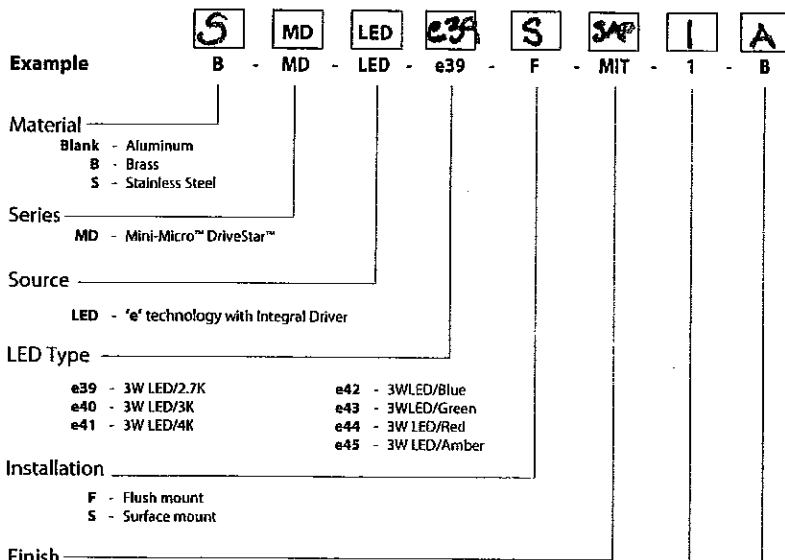 S MD LED e39 S SAP 1 A
Example B - MD - LED - e39 - F - MIT - 1 - B
Material
Blank - Aluminum
B - Brass
S - Stainless Steel
Series
MD - Mini-Micro™ DriveStar™
Source
LED - 'e' technology with Integral Driver
LED Type
e39 - 3W LED/2.7K e42 - 3WLED/Blue
e40 - 3W LED/3K e43 - 3WLED/Green
e41 - 3W LED/4K e44 - 3W LED/Red
e45 - 3W LED/Amber
Installation
F - Flush mount
S - Surface mount
Finish